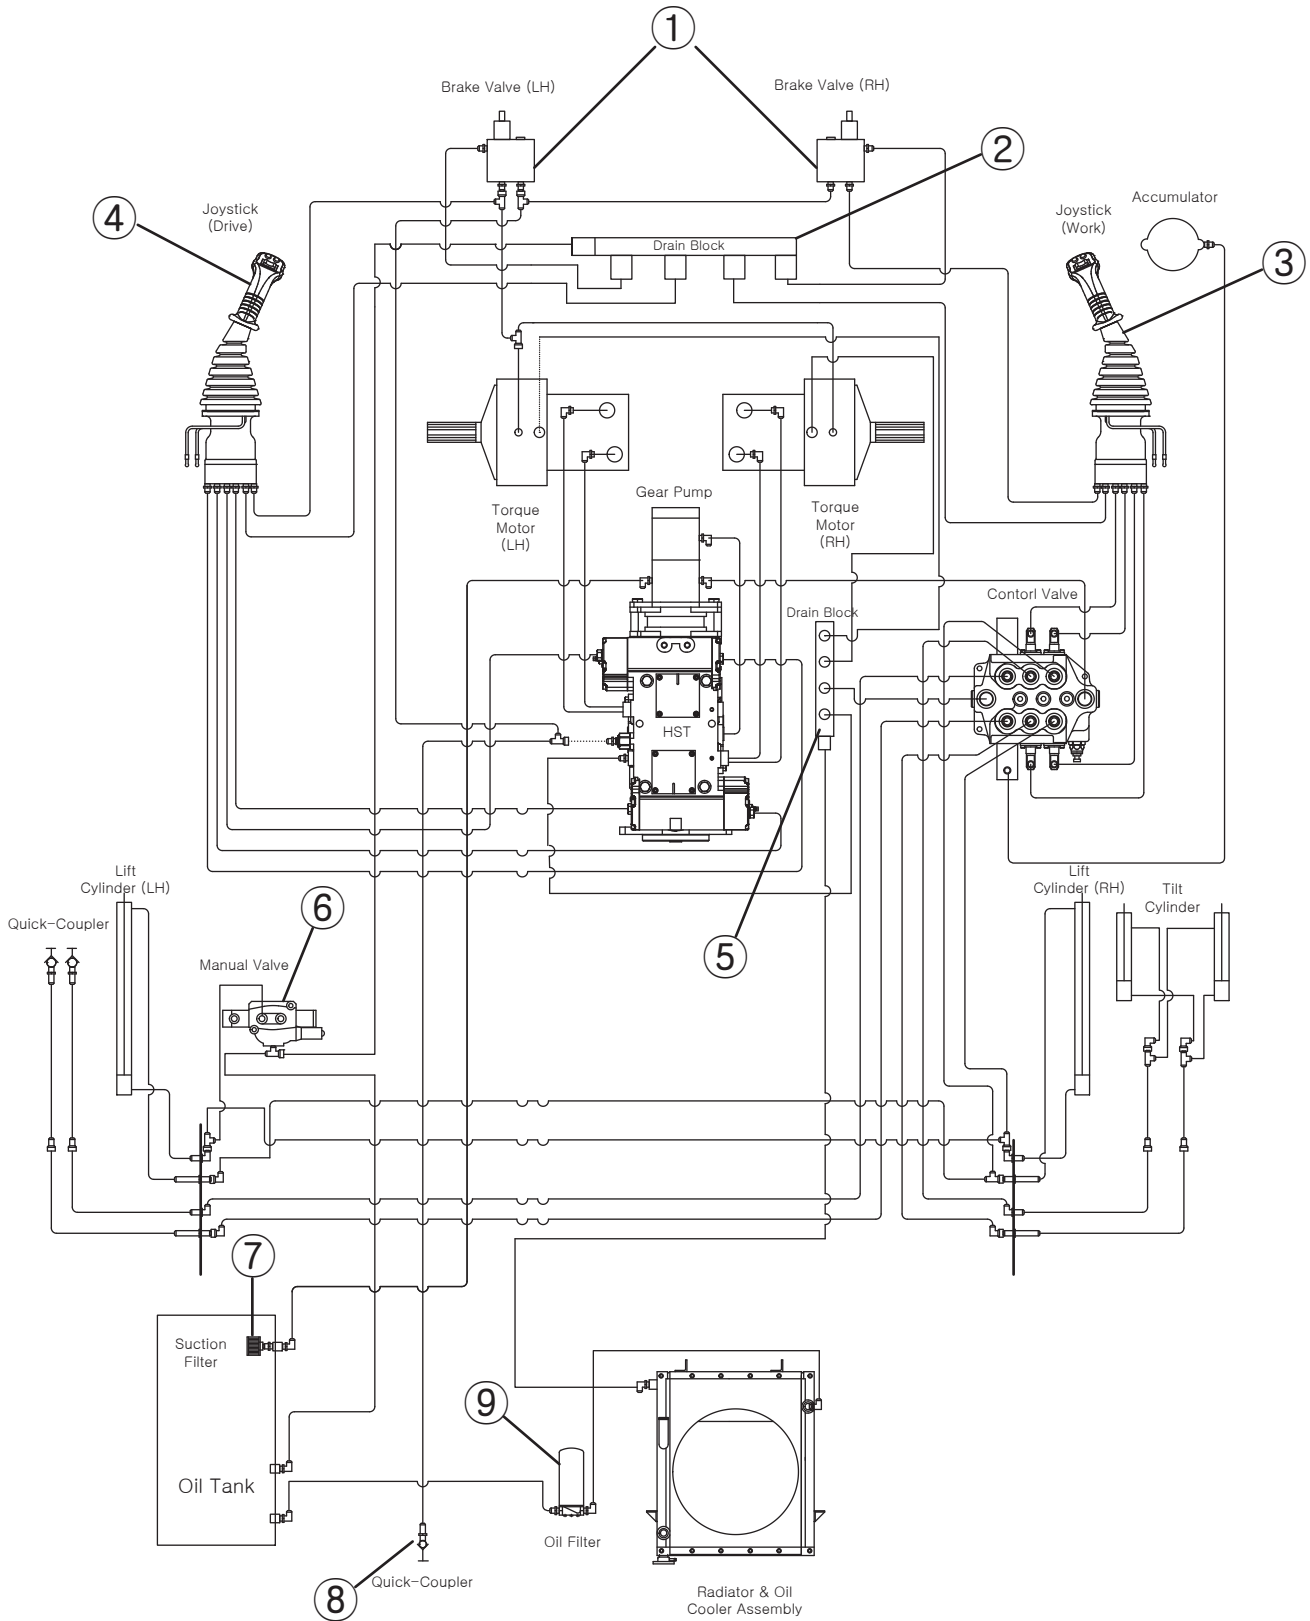 1
Brake Valve (LH)
Brake Valve (RH)
2
4
Joystick
(Drive)
Joystick
(Work)
Accumulator
Drain Block
3
Gear Pump
Torque
Motor
(LH)
Torque
Motor
(RH)
Contorl Valve
Drain Block
HST
Lift
Cylinder (LH)
Lift
Cylinder (RH)
Tilt
Cylinder
Quick-Coupler
6
5
Manual Valve
7
Suction
Filter
9
Oil Tank
Oil Filter
8
Quick-Coupler
Radiator & Oil
Cooler Assembly